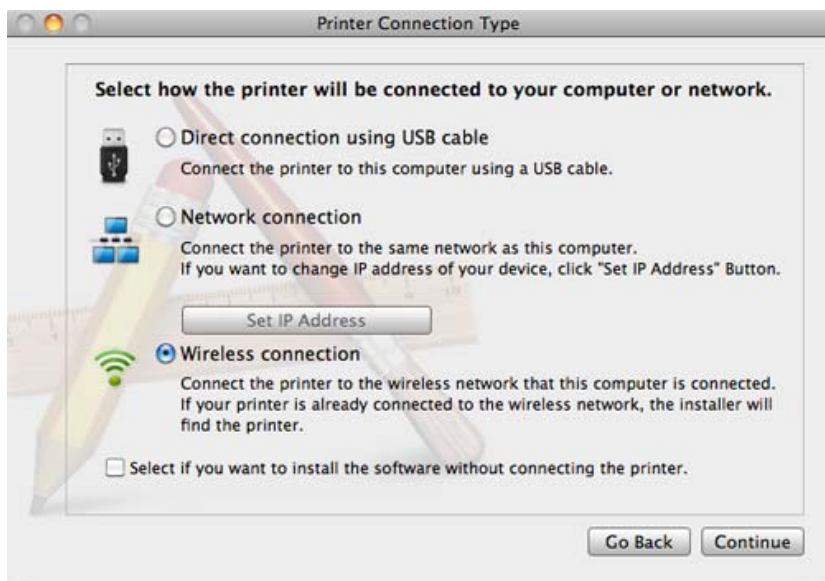 Printer Connection Type
Select how the printer will be connected to your computer or network.
Direct connection using USB cable
Connect the printer to this computer using a USB cable.
Network connection
Connect the printer to the same network as this computer.
If you want to change IP address of your device, click "Set IP Address" Button.
Set IP Address
Wireless connection
Connect the printer to the wireless network that this computer is connected.
If your printer is already connected to the wireless network, the installer will
find the printer.
Select if you want to install the software without connecting the printer.
Go Back Continue